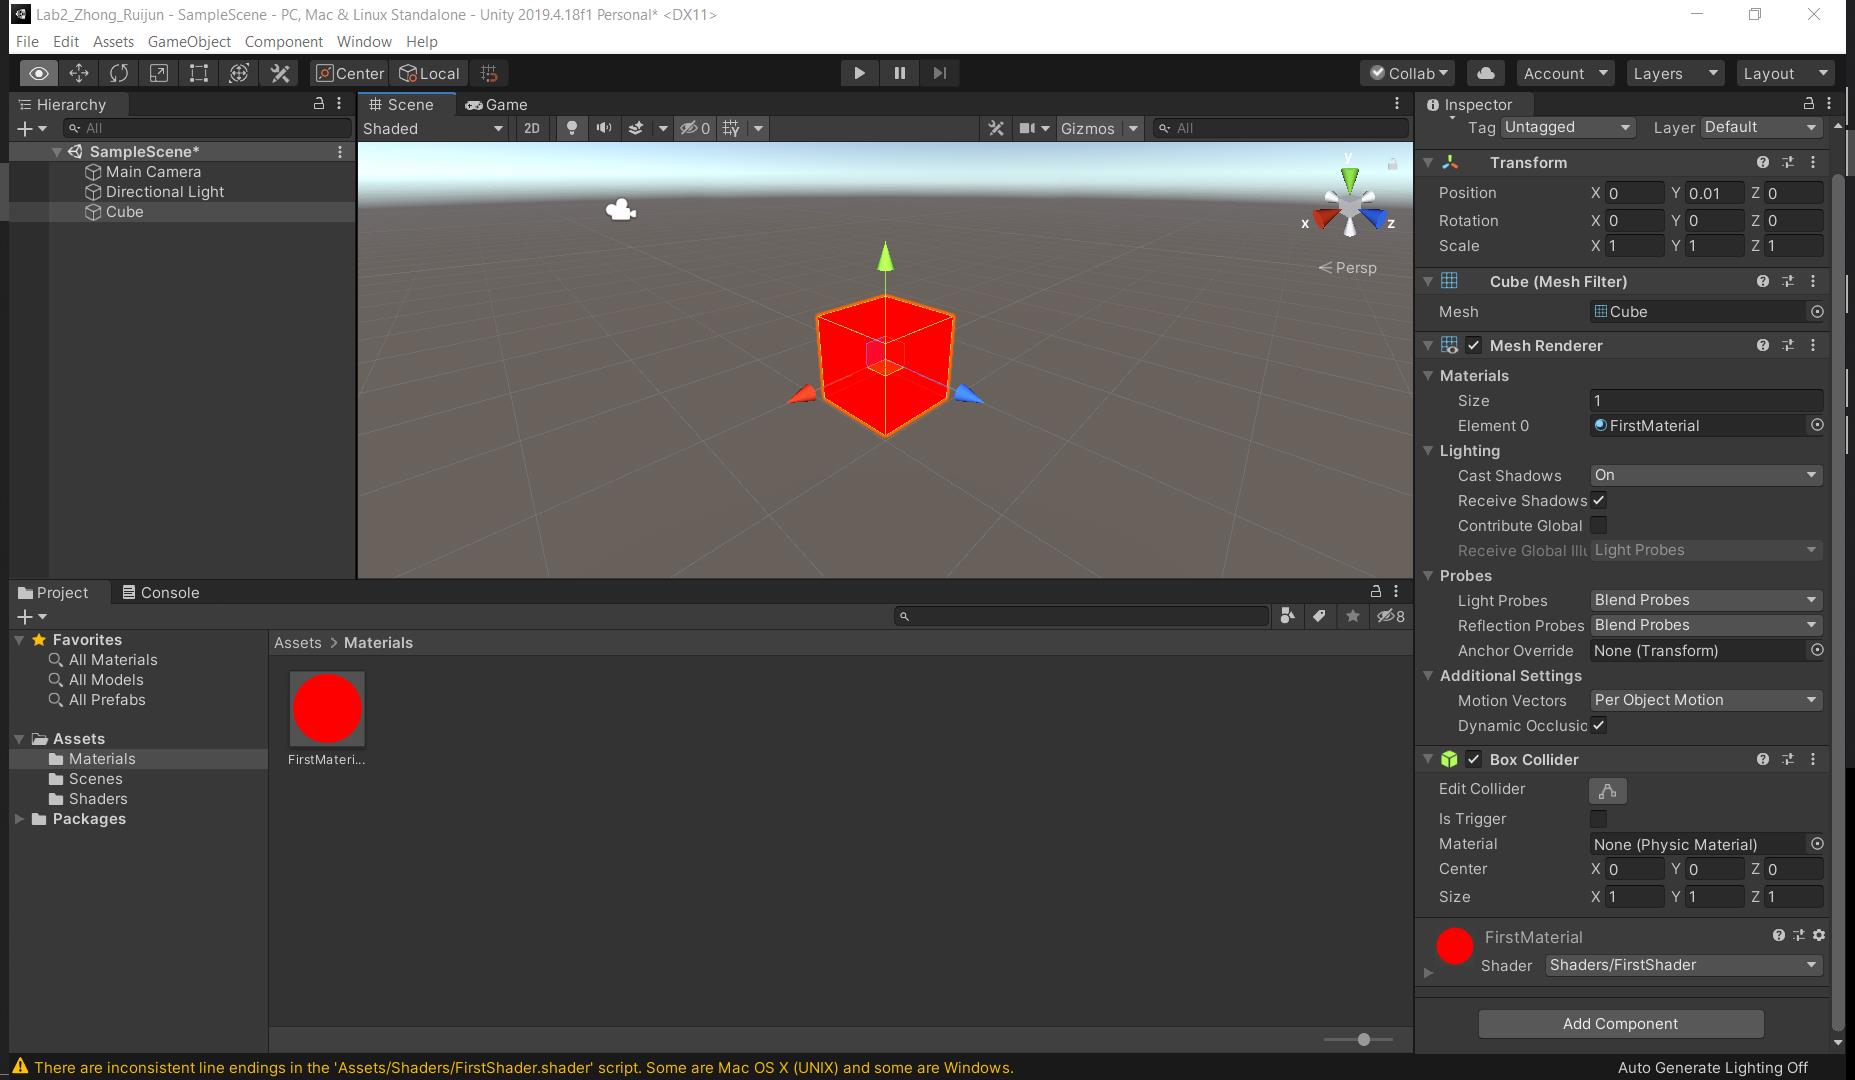 Lab2_Zhong_Ruijun - SampleScene - PC, Mac & Linux Standalone - Unity 2019.4.18f1 Personal* <DX11>
File Edit Assets GameObject Component Window Help
Center Local Collab Account Layers Layout
Hierarchy
All
SampleScene*
Main Camera
Directional Light
Cube
Scene Game
Shaded 2D 0 Gizmos All
y
x z
Persp
Inspector
Tag Untagged Layer Default
Transform
Position X 0 Y 0.01 Z 0
Rotation X 0 Y 0 Z 0
Scale X 1 Y 1 Z 1
Cube (Mesh Filter)
Mesh Cube
Mesh Renderer
Materials
Size 1
Element 0 FirstMaterial
Lighting
Cast Shadows On
Receive Shadows
Contribute Global
Receive Global Illu Light Probes
Probes
Light Probes Blend Probes
Reflection Probes Blend Probes
Anchor Override None (Transform)
Additional Settings
Motion Vectors Per Object Motion
Dynamic Occlusic
Box Collider
Edit Collider
Is Trigger
Material None (Physic Material)
Center X 0 Y 0 Z 0
Size X 1 Y 1 Z 1
FirstMaterial
Shader Shaders/FirstShader
Add Component
Project Console
8
Favorites
All Materials
All Models
All Prefabs
Assets
Materials
Scenes
Shaders
Packages
Assets > Materials
FirstMateri...
There are inconsistent line endings in the 'Assets/Shaders/FirstShader.shader' script. Some are Mac OS X (UNIX) and some are Windows.
Auto Generate Lighting Off